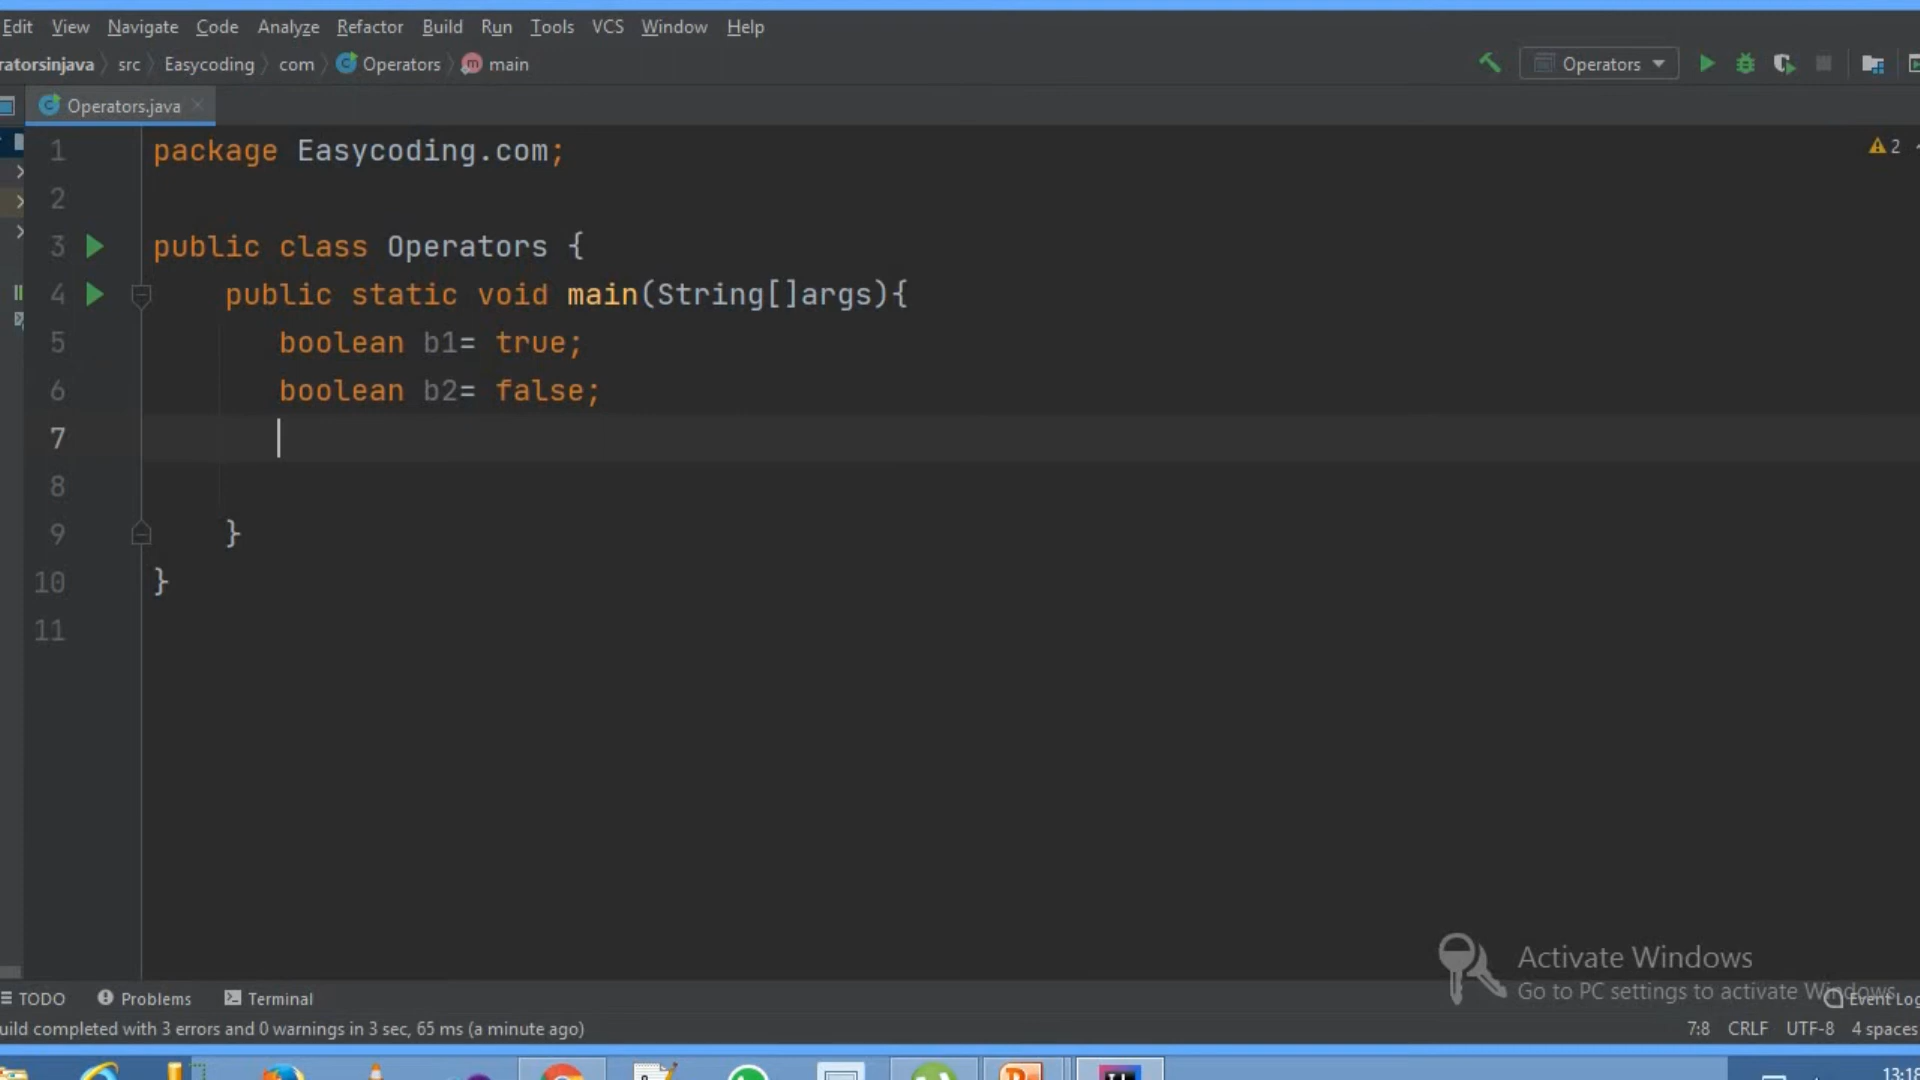 Edit View Navigate Code Analyze Refactor Build Run Tools VCS Window Help
ratorsinjava src Easycoding com Operators main Operators
Operators.java
1 package Easycoding.com;
2
3 public class Operators {
4 public static void main(String[]args){
5 boolean b1= true;
6 boolean b2= false;
7
8
9 }
10 }
11
2
Activate Windows
Go to PC settings to activate Windows.
TODO Problems Terminal Event Log
uild completed with 3 errors and 0 warnings in 3 sec, 65 ms (a minute ago) 7:8 CRLF UTF-8 4 spaces
13:18